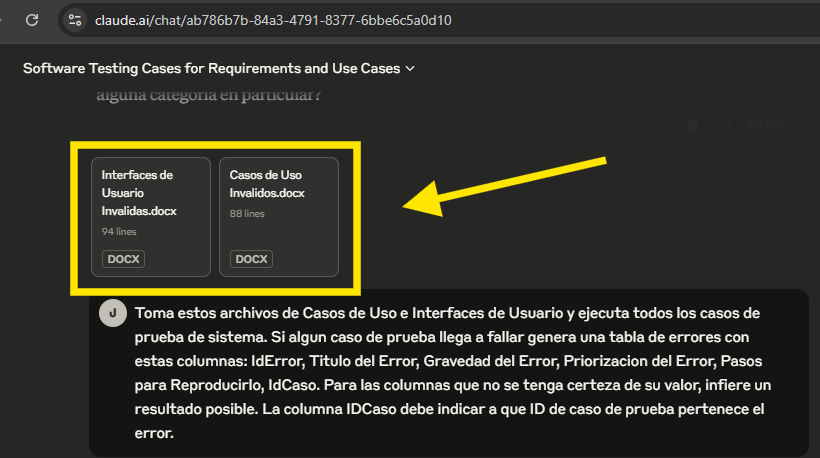 claude.ai/chat/ab786b7b-84a3-4791-8377-6bbe6c5a0d10
Software Testing Cases for Requirements and Use Cases
alguna categoría en particular?
Retry
Interfaces de
Usuario
Invalidas.docx
94 lines
DOCX
Casos de Uso
Invalidos.docx
88 lines
DOCX
J
Toma estos archivos de Casos de Uso e Interfaces de Usuario y ejecuta todos los casos de
prueba de sistema. Si algun caso de prueba llega a fallar genera una tabla de errores con
estas columnas: IdError, Titulo del Error, Gravedad del Error, Priorizacion del Error, Pasos
para Reproducirlo, IdCaso. Para las columnas que no se tenga certeza de su valor, infiere un
resultado posible. La columna IDCaso debe indicar a que ID de caso de prueba pertenece el
error.